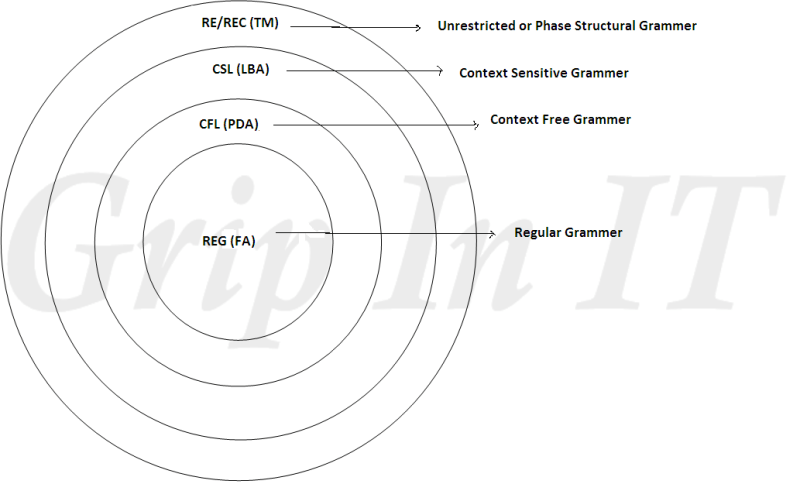 RE/REC (TM)
Unrestricted or Phase Structural Grammer
CSL (LBA)
Context Sensitive Grammer
CFL (PDA)
Context Free Grammer
REG (FA)
Regular Grammer
Grip In IT